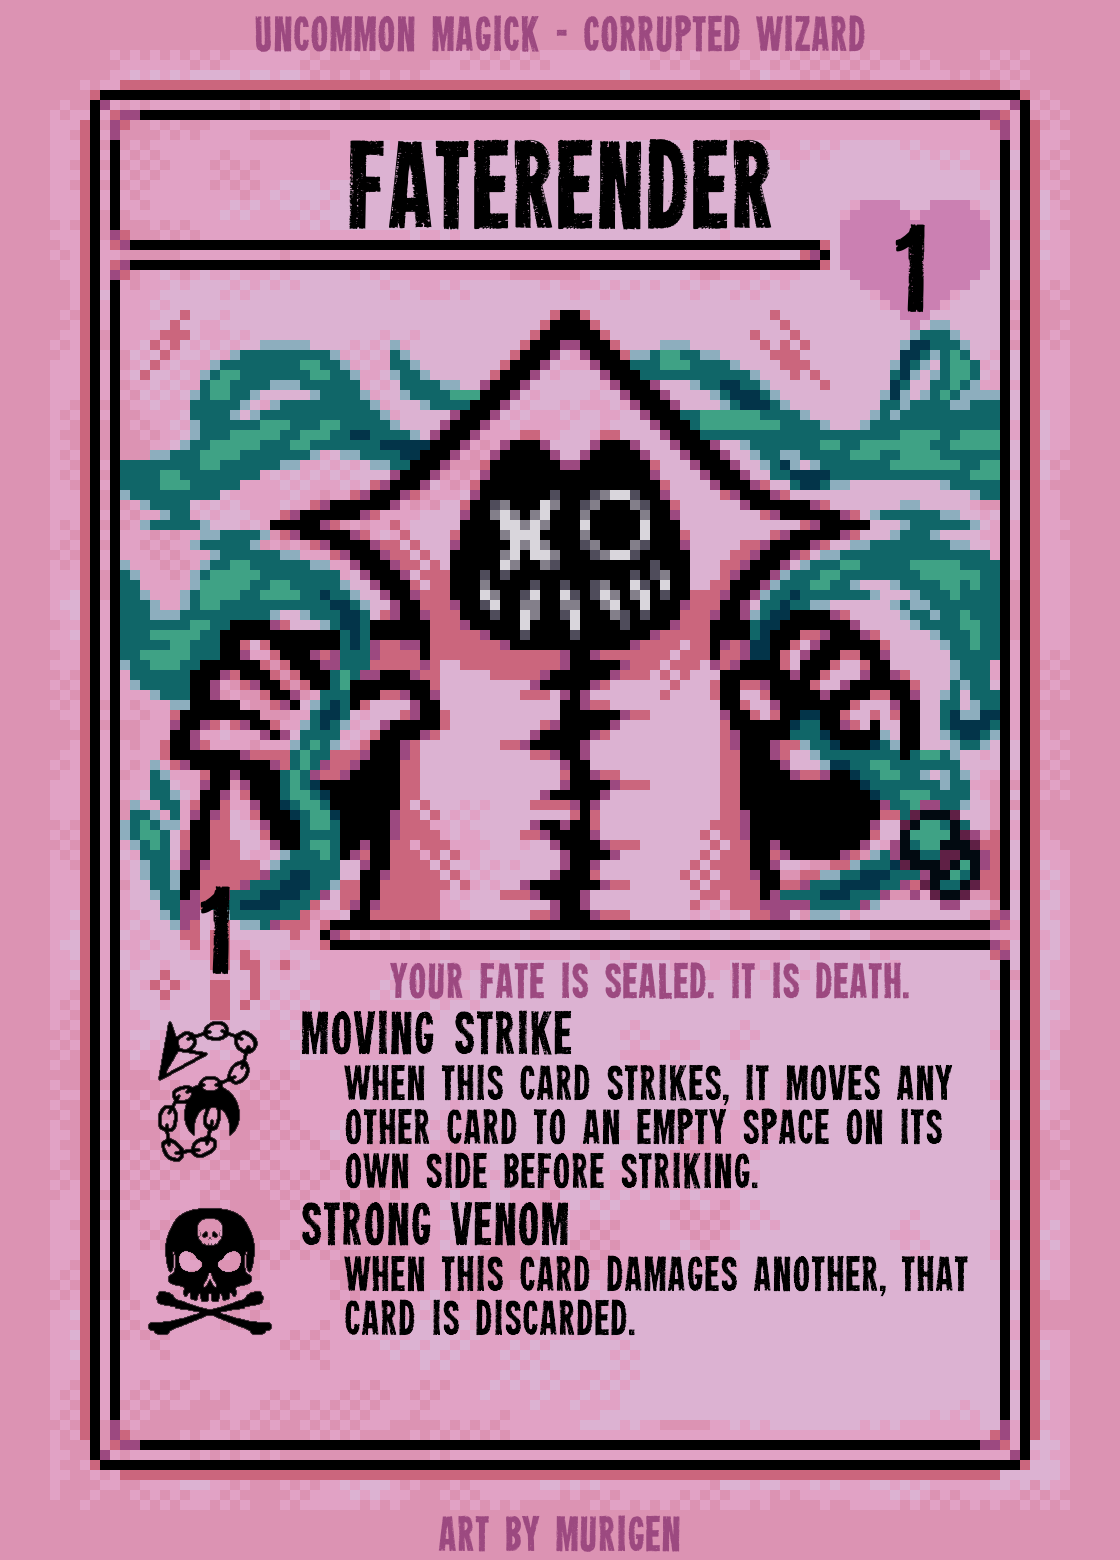 UNCOMMON MAGICK - CORRUPTED WIZARD
FATERENDER
1
1
YOUR FATE IS SEALED. IT IS DEATH.
MOVING STRIKE
WHEN THIS CARD STRIKES, IT MOVES ANY
OTHER CARD TO AN EMPTY SPACE ON ITS
OWN SIDE BEFORE STRIKING.
STRONG VENOM
WHEN THIS CARD DAMAGES ANOTHER, THAT
CARD IS DISCARDED.
ART BY MURIGEN